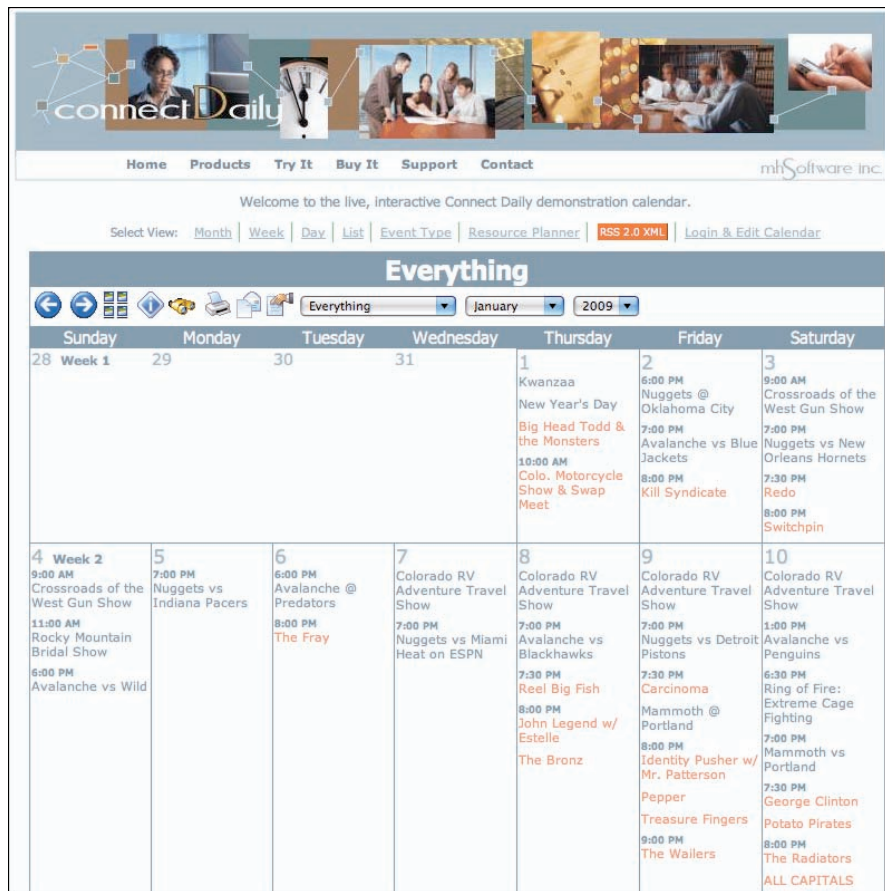 connectDaily
Home Products Try It Buy It Support Contact
mhSoftware inc.
Welcome to the live, interactive Connect Daily demonstration calendar.
Select View: Month Week Day List Event Type Resource Planner RSS 2.0 XML Login & Edit Calendar
Everything
Everything January 2009
Sunday Monday Tuesday Wednesday Thursday Friday Saturday
28 Week 1
29
30
31
1
Kwanzaa
New Year's Day
Big Head Todd &
the Monsters
10:00 AM
Colo. Motorcycle
Show & Swap
Meet
2
6:00 PM
Nuggets @
Oklahoma City
7:00 PM
Avalanche vs Blue
Jackets
8:00 PM
Kill Syndicate
3
9:00 AM
Crossroads of the
West Gun Show
7:00 PM
Nuggets vs New
Orleans Hornets
7:30 PM
Redo
8:00 PM
Switchpin
4 Week 2
9:00 AM
Crossroads of the
West Gun Show
11:00 AM
Rocky Mountain
Bridal Show
6:00 PM
Avalanche vs Wild
5
7:00 PM
Nuggets vs
Indiana Pacers
6
6:00 PM
Avalanche @
Predators
8:00 PM
The Fray
7
Colorado RV
Adventure Travel
Show
7:00 PM
Nuggets vs Miami
Heat on ESPN
8
Colorado RV
Adventure Travel
Show
7:00 PM
Avalanche vs
Blackhawks
7:30 PM
Reel Big Fish
8:00 PM
John Legend w/
Estelle
The Bronz
9
Colorado RV
Adventure Travel
Show
7:00 PM
Nuggets vs Detroit
Pistons
7:30 PM
Carcinoma
Mammoth @
Portland
8:00 PM
Identity Pusher w/
Mr. Patterson
Pepper
Treasure Fingers
9:00 PM
The Wailers
10
Colorado RV
Adventure Travel
Show
1:00 PM
Avalanche vs
Penguins
6:30 PM
Ring of Fire:
Extreme Cage
Fighting
7:00 PM
Mammoth vs
Portland
7:30 PM
George Clinton
Potato Pirates
8:00 PM
The Radiators
ALL CAPITALS